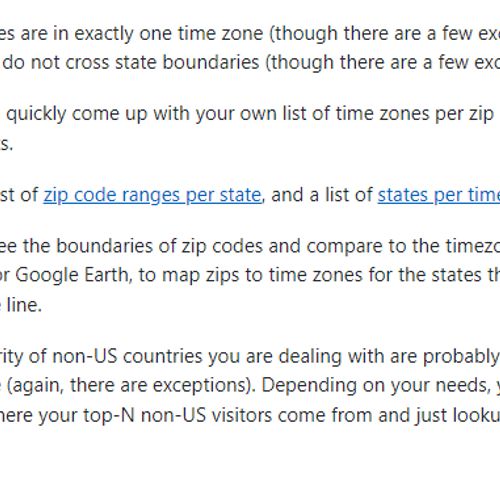 es are in exactly one time zone (though there are a few exc
do not cross state boundaries (though there are a few exc
quickly come up with your own list of time zones per zip
s.
st of zip code ranges per state, and a list of states per time
ee the boundaries of zip codes and compare to the timezo
or Google Earth, to map zips to time zones for the states th
line.
rity of non-US countries you are dealing with are probably
(again, there are exceptions). Depending on your needs, y
here your top-N non-US visitors come from and just looku